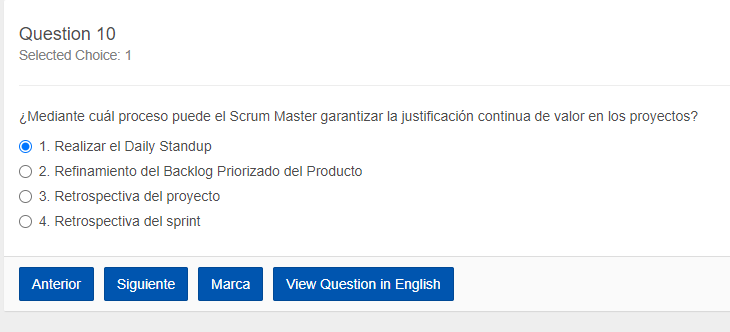 Question 10
Selected Choice: 1
¿Mediante cuál proceso puede el Scrum Master garantizar la justificación continua de valor en los proyectos?
1. Realizar el Daily Standup
2. Refinamiento del Backlog Priorizado del Producto
3. Retrospectiva del proyecto
4. Retrospectiva del sprint
Anterior Siguiente Marca View Question in English